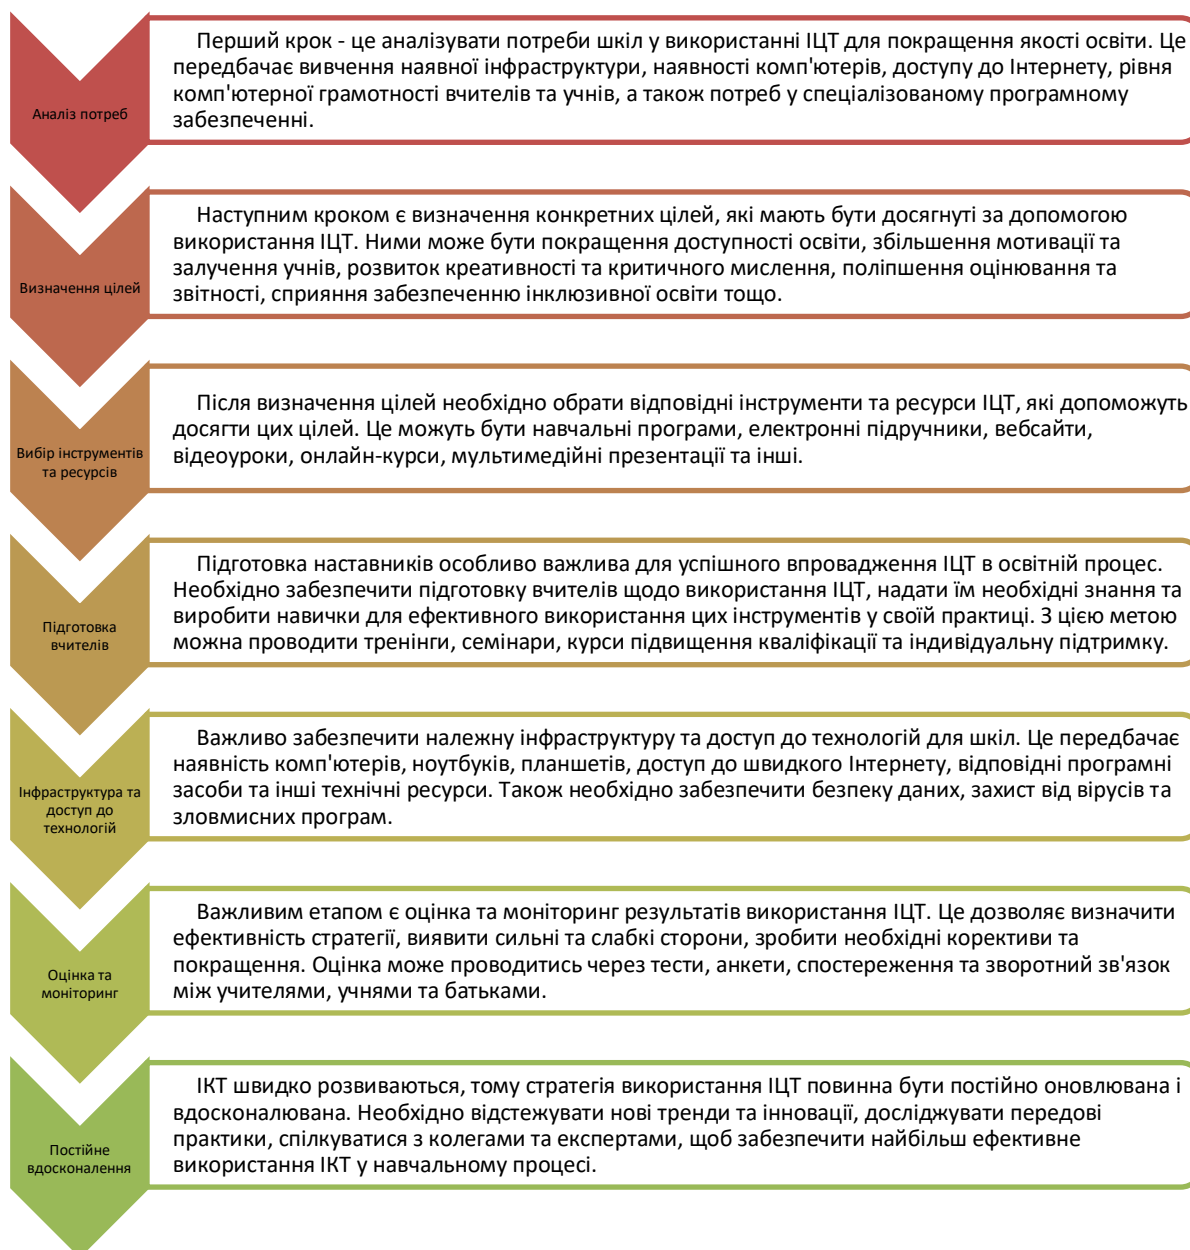 Аналіз потреб
Перший крок - це аналізувати потреби шкіл у використанні ІЦТ для покращення якості освіти. Це
передбачає вивчення наявної інфраструктури, наявності комп'ютерів, доступу до Інтернету, рівня
комп'ютерної грамотності вчителів та учнів, а також потреб у спеціалізованому програмному
забезпеченні.
Визначення цілей
Наступним кроком є визначення конкретних цілей, які мають бути досягнуті за допомогою
використання ІЦТ. Ними може бути покращення доступності освіти, збільшення мотивації та
залучення учнів, розвиток креативності та критичного мислення, поліпшення оцінювання та
звітності, сприяння забезпеченню інклюзивної освіти тощо.
Вибір інструментів
та ресурсів
Після визначення цілей необхідно обрати відповідні інструменти та ресурси ІЦТ, які допоможуть
досягти цих цілей. Це можуть бути навчальні програми, електронні підручники, вебсайти,
відеоуроки, онлайн-курси, мультимедійні презентації та інші.
Підготовка
вчителів
Підготовка наставників особливо важлива для успішного впровадження ІЦТ в освітній процес.
Необхідно забезпечити підготовку вчителів щодо використання ІЦТ, надати їм необхідні знання та
виробити навички для ефективного використання цих інструментів у своїй практиці. З цією метою
можна проводити тренінги, семінари, курси підвищення кваліфікації та індивідуальну підтримку.
Інфраструктура та
доступ до
технологій
Важливо забезпечити належну інфраструктуру та доступ до технологій для шкіл. Це передбачає
наявність комп'ютерів, ноутбуків, планшетів, доступ до швидкого Інтернету, відповідні програмні
засоби та інші технічні ресурси. Також необхідно забезпечити безпеку даних, захист від вірусів та
зловмисних програм.
Оцінка та
моніторинг
Важливим етапом є оцінка та моніторинг результатів використання ІЦТ. Це дозволяє визначити
ефективність стратегії, виявити сильні та слабкі сторони, зробити необхідні корективи та
покращення. Оцінка може проводитись через тести, анкети, спостереження та зворотний зв'язок
між учителями, учнями та батьками.
Постійне
вдосконалення
ІКТ швидко розвиваються, тому стратегія використання ІЦТ повинна бути постійно оновлювана і
вдосконалювана. Необхідно відстежувати нові тренди та інновації, досліджувати передові
практики, спілкуватися з колегами та експертами, щоб забезпечити найбільш ефективне
використання ІКТ у навчальному процесі.